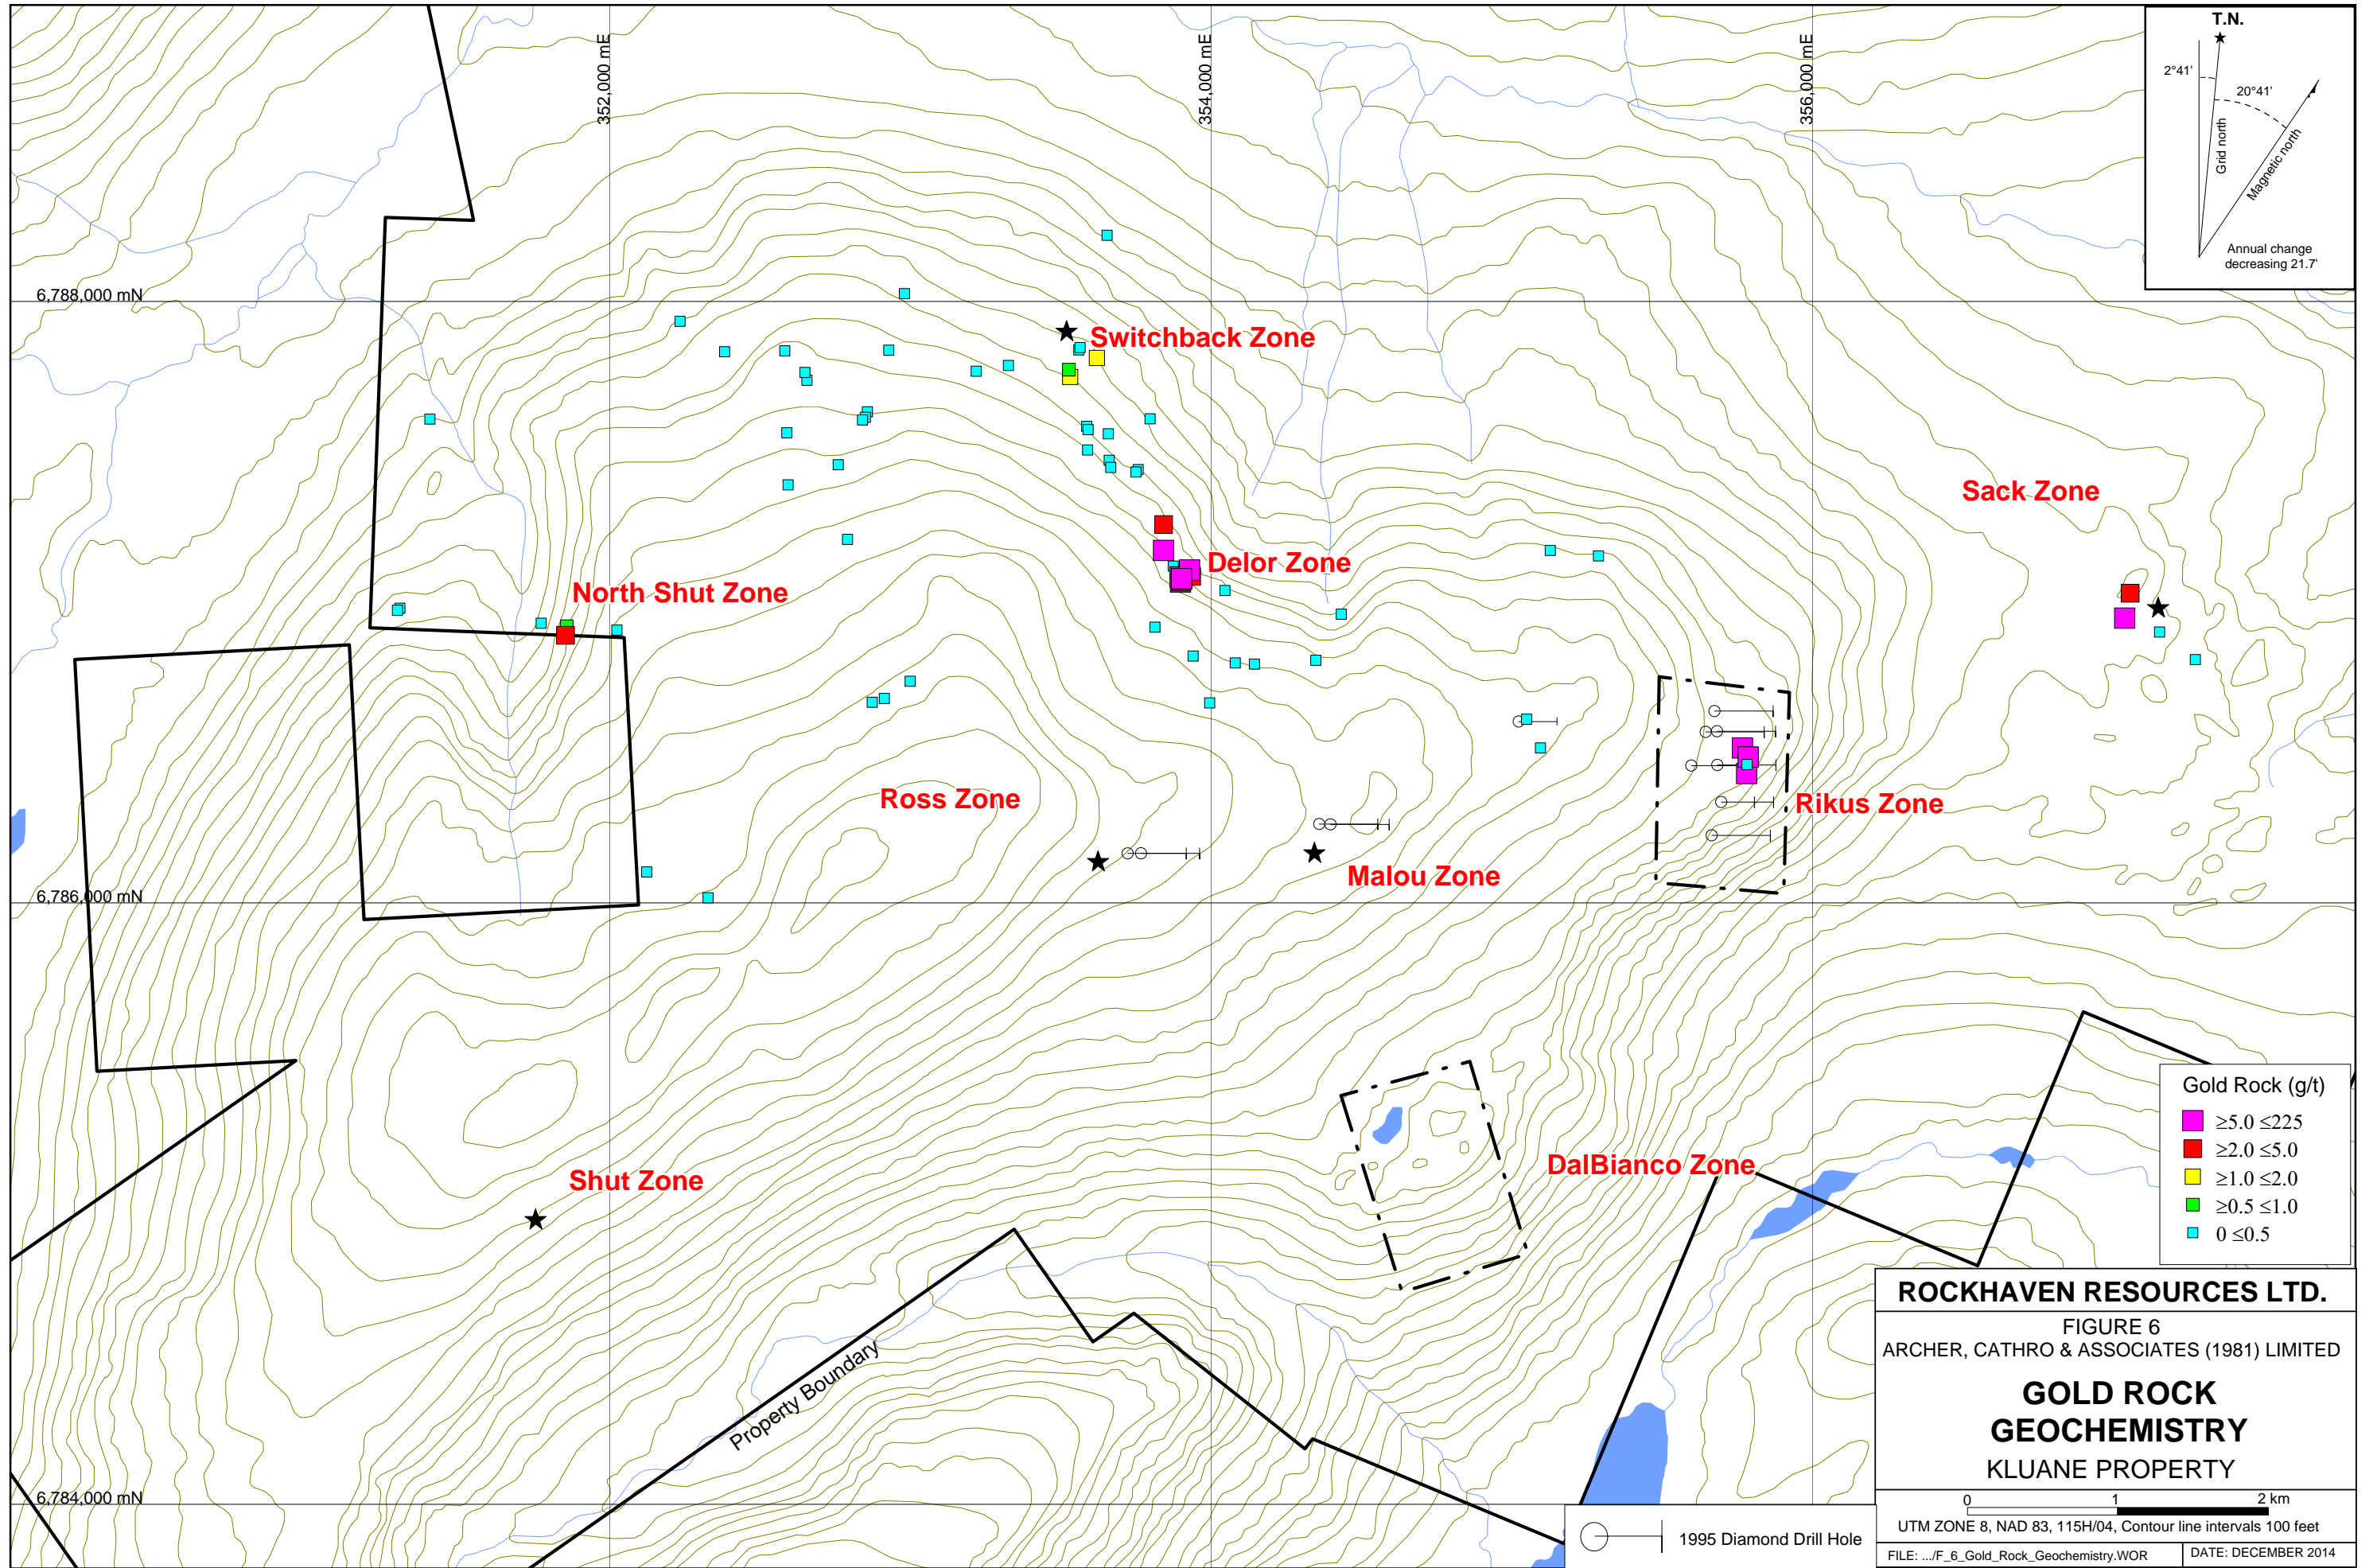 T.N.
2°41'
20°41'
Grid north
Magnetic north
Annual change
decreasing 21.7'
352,000 mE
354,000 mE
356,000 mE
6,788,000 mN
Switchback Zone
Sack Zone
Delor Zone
North Shut Zone
Ross Zone
Rikus Zone
Malou Zone
6,786,000 mN
DalBianco Zone
Shut Zone
Property Boundary
6,784,000 mN
Gold Rock (g/t)
≥5.0 ≤225
≥2.0 ≤5.0
≥1.0 ≤2.0
≥0.5 ≤1.0
0 ≤0.5
1995 Diamond Drill Hole
ROCKHAVEN RESOURCES LTD.
FIGURE 6
ARCHER, CATHRO & ASSOCIATES (1981) LIMITED
GOLD ROCK
GEOCHEMISTRY
KLUANE PROPERTY
0 1 2 km
UTM ZONE 8, NAD 83, 115H/04, Contour line intervals 100 feet
FILE: .../F_6_Gold_Rock_Geochemistry.WOR
DATE: DECEMBER 2014